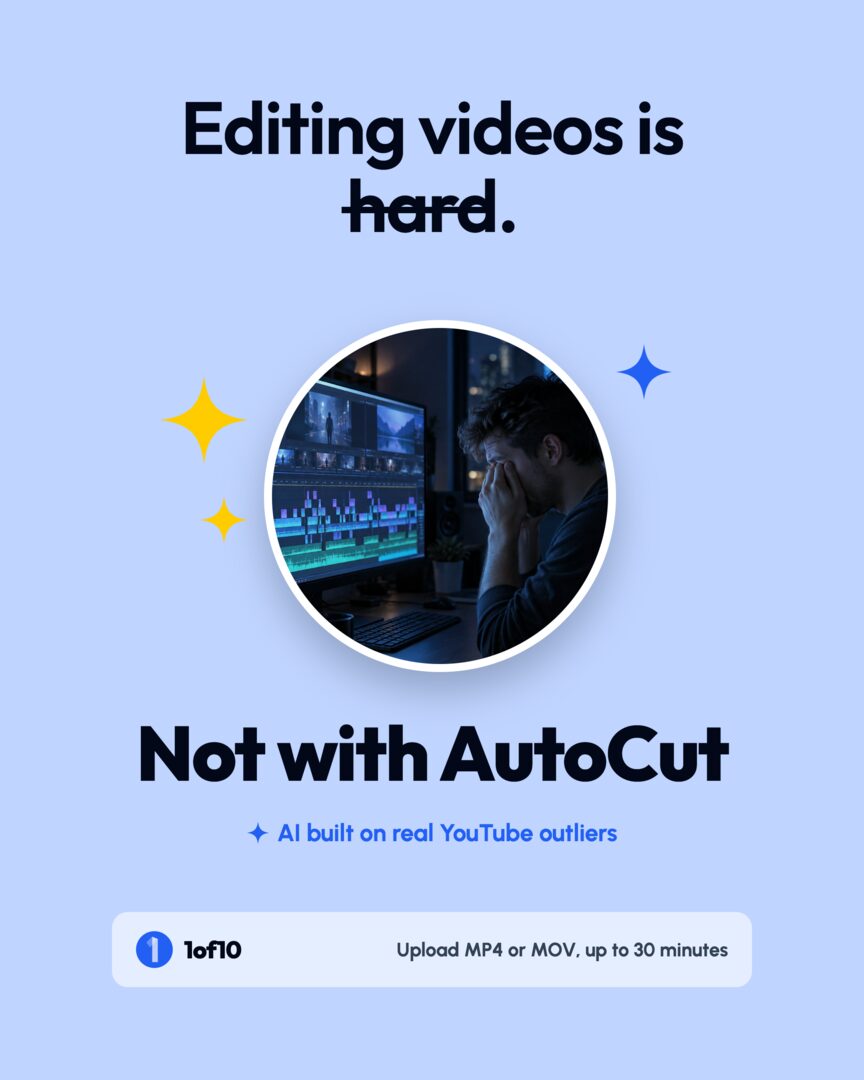 Editing videos is
hard.
Not with AutoCut
AI built on real YouTube outliers
1 1of10
Upload MP4 or MOV, up to 30 minutes